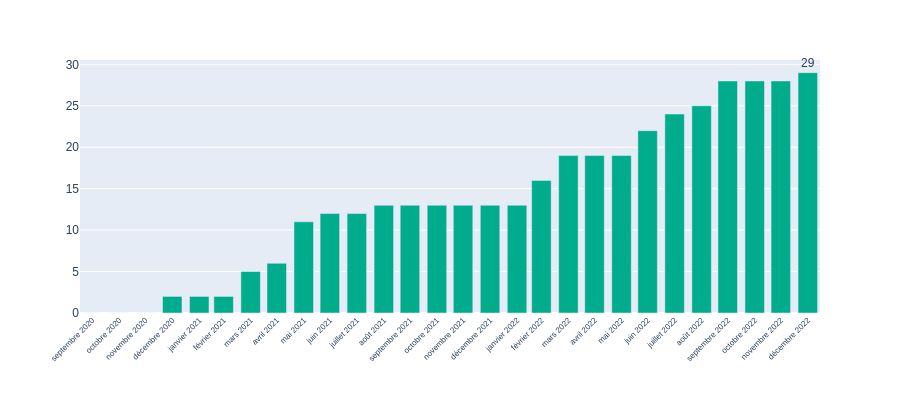 29
30
25
20
15
10
5
0
septembre 2020
octobre 2020
novembre 2020
décembre 2020
janvier 2021
février 2021
mars 2021
avril 2021
mai 2021
juin 2021
juillet 2021
août 2021
septembre 2021
octobre 2021
novembre 2021
décembre 2021
janvier 2022
février 2022
mars 2022
avril 2022
mai 2022
juin 2022
juillet 2022
août 2022
septembre 2022
octobre 2022
novembre 2022
décembre 2022